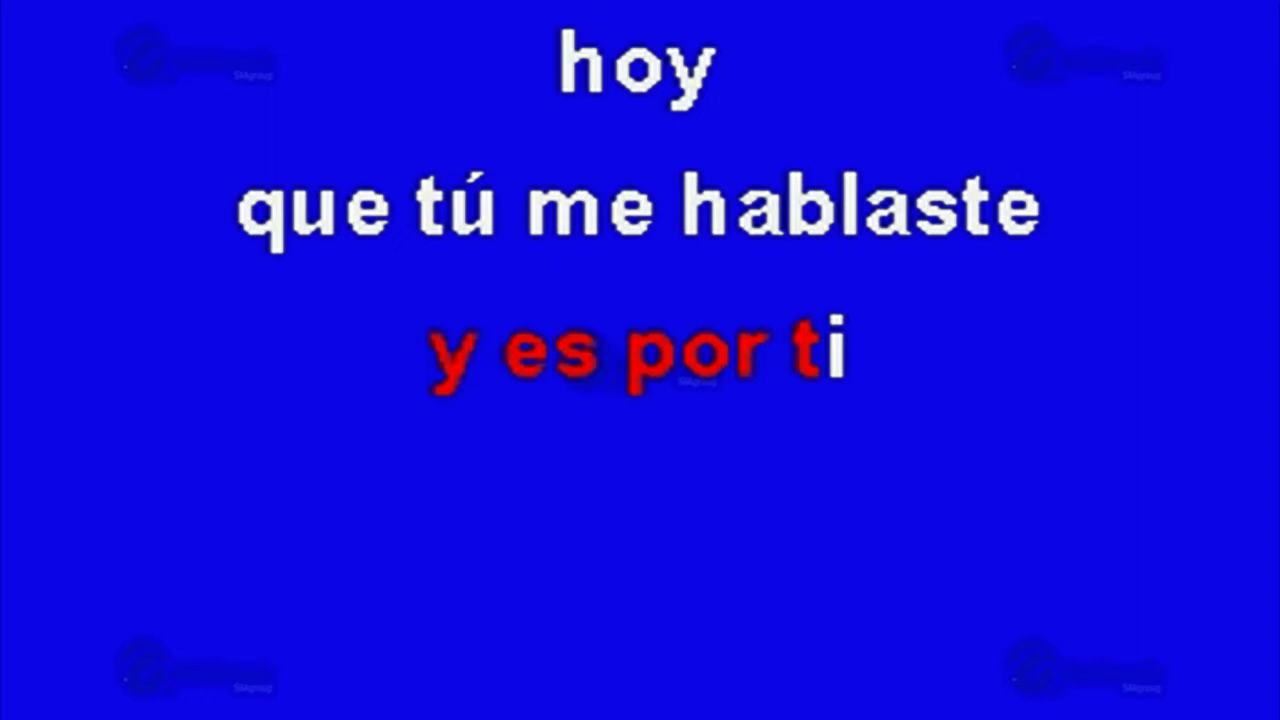 hoy
que tú me hablaste
y es por ti